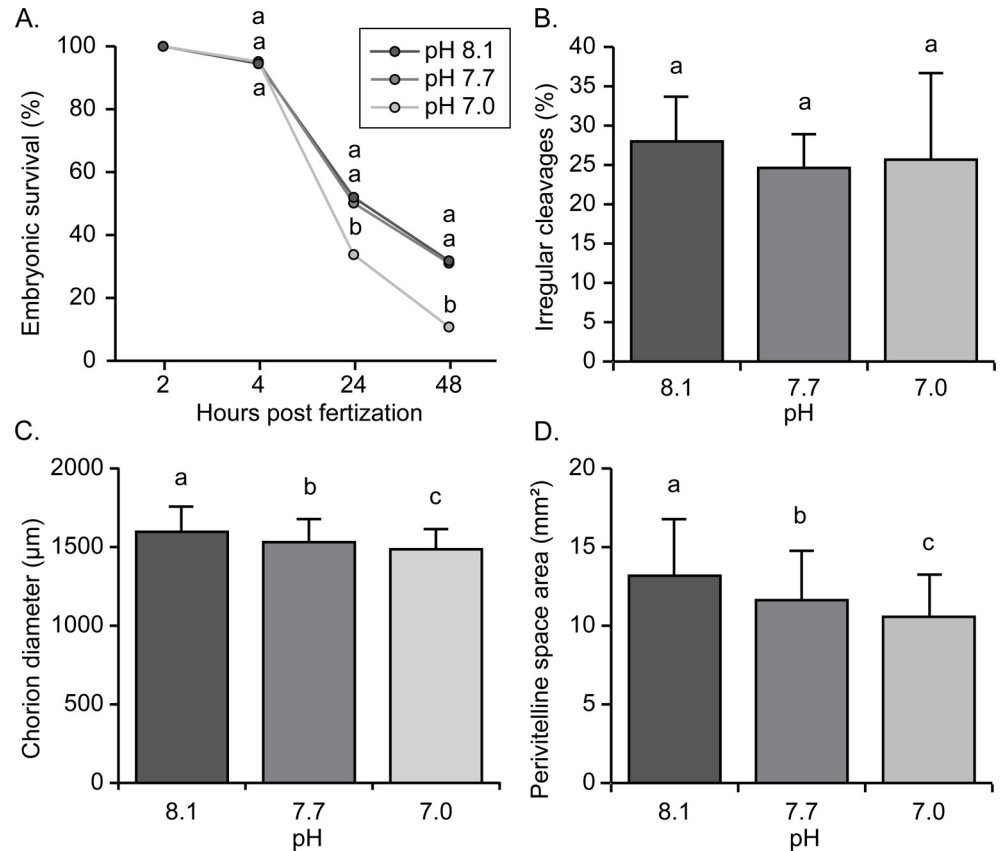 A.
a
a
a
a
a
b
a
a
b
pH 8.1
pH 7.7
pH 7.0
100
80
60
40
20
0
Embryonic survival (%)
2 4 24 48
Hours post fertization
B.
a
a
a
40
35
30
25
20
15
10
5
0
Irregular cleavages (%)
8.1 7.7 7.0
pH
C.
a
b
c
2000
1500
1000
500
0
Chorion diameter (μm)
8.1 7.7 7.0
pH
D.
a
b
c
20
15
10
5
0
Perivitelline space area (mm²)
8.1 7.7 7.0
pH